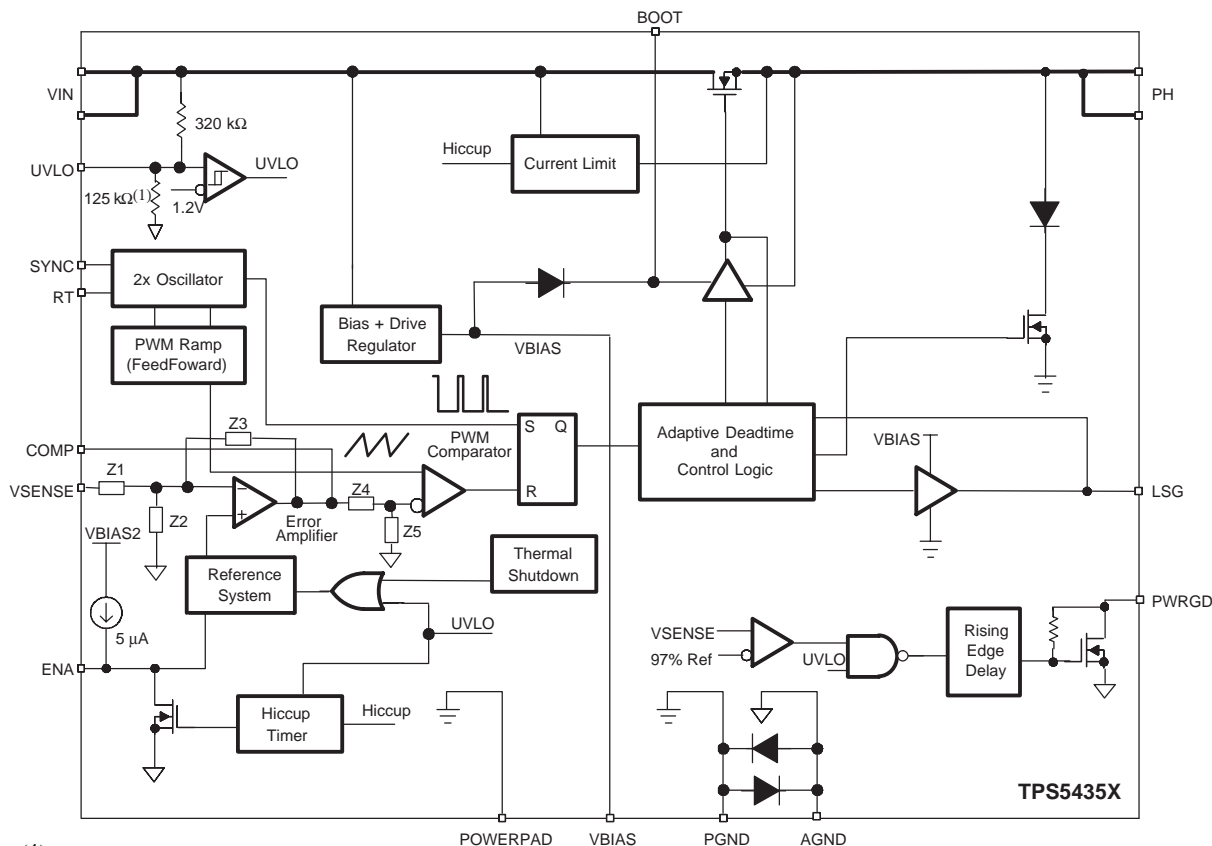 BOOT
VIN
PH
320 kΩ
Hiccup
Current Limit
UVLO
UVLO
125 kΩ(1)
1.2V
SYNC
RT
2x Oscillator
PWM Ramp
(FeedFoward)
Bias + Drive
Regulator
VBIAS
Z3
PWM
Comparator
S Q
R
Adaptive Deadtime
and
Control Logic
VBIAS
COMP
Z1
VSENSE
Z2
−
+
Error
Amplifier
Z4
Z5
LSG
VBIAS2
5 μA
Reference
System
Thermal
Shutdown
UVLO
ENA
Hiccup
Timer
Hiccup
PWRGD
VSENSE
97% Ref
UVLO
Rising
Edge
Delay
TPS5435X
POWERPAD
VBIAS
PGND
AGND